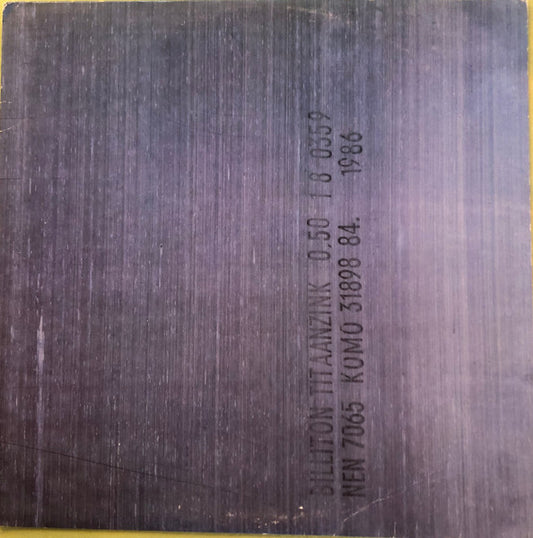 BILLITON TITAANZINK 0.50 1 8 0359
NEN 7065 KOMO 31898 84. 1986